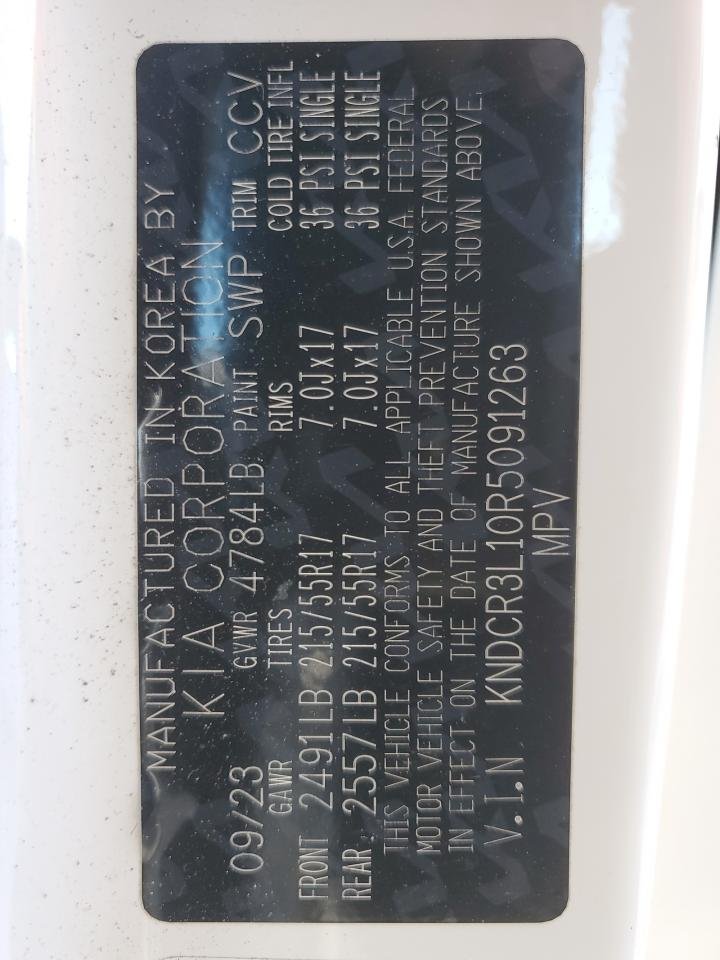 MANUFACTURED IN KOREA BY
KIA CORPORATION
09/23 GVWR 4784LB PAINT SWP TRIM CCV
GAWR TIRES RIMS COLD TIRE INFL
FRONT 2491LB 215/55R17 7.0Jx17 36 PSI SINGLE
REAR 2557LB 215/55R17 7.0Jx17 36 PSI SINGLE
THIS VEHICLE CONFORMS TO ALL APPLICABLE U.S.A. FEDERAL
MOTOR VEHICLE SAFETY AND THEFT PREVENTION STANDARDS
IN EFFECT ON THE DATE OF MANUFACTURE SHOWN ABOVE.
V.I.N KNDCR3L10R5091263
MPV